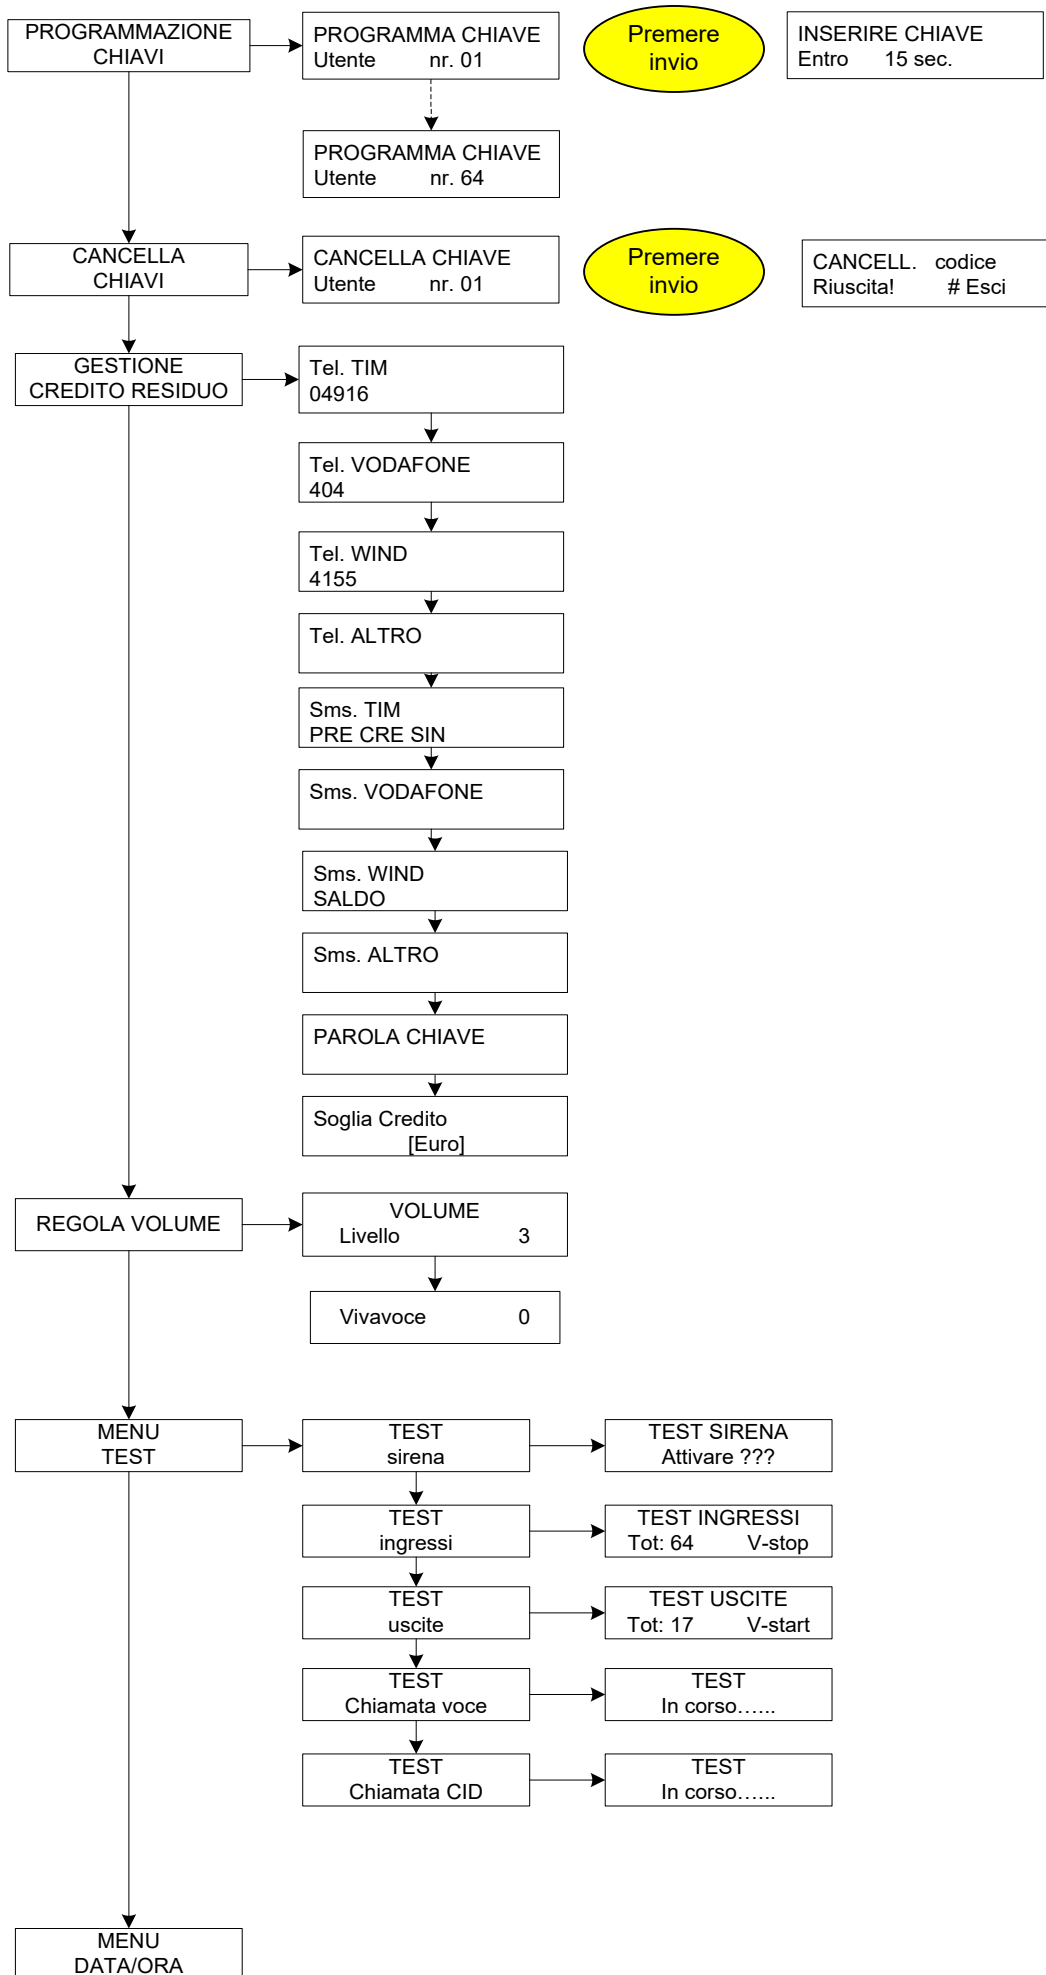 PROGRAMMAZIONE
CHIAVI
PROGRAMMA CHIAVE
Utente nr. 01
Premere
invio
INSERIRE CHIAVE
Entro 15 sec.
PROGRAMMA CHIAVE
Utente nr. 64
CANCELLA
CHIAVI
CANCELLA CHIAVE
Utente nr. 01
Premere
invio
CANCELL. codice
Riuscita! # Esci
GESTIONE
CREDITO RESIDUO
Tel. TIM
04916
Tel. VODAFONE
404
Tel. WIND
4155
Tel. ALTRO
Sms. TIM
PRE CRE SIN
Sms. VODAFONE
Sms. WIND
SALDO
Sms. ALTRO
PAROLA CHIAVE
Soglia Credito
[Euro]
REGOLA VOLUME
VOLUME
Livello 3
Vivavoce 0
MENU
TEST
TEST
sirena
TEST SIRENA
Attivare ???
TEST
ingressi
TEST INGRESSI
Tot: 64 V-stop
TEST
uscite
TEST USCITE
Tot: 17 V-start
TEST
Chiamata voce
TEST
In corso…...
TEST
Chiamata CID
TEST
In corso…...
MENU
DATA/ORA